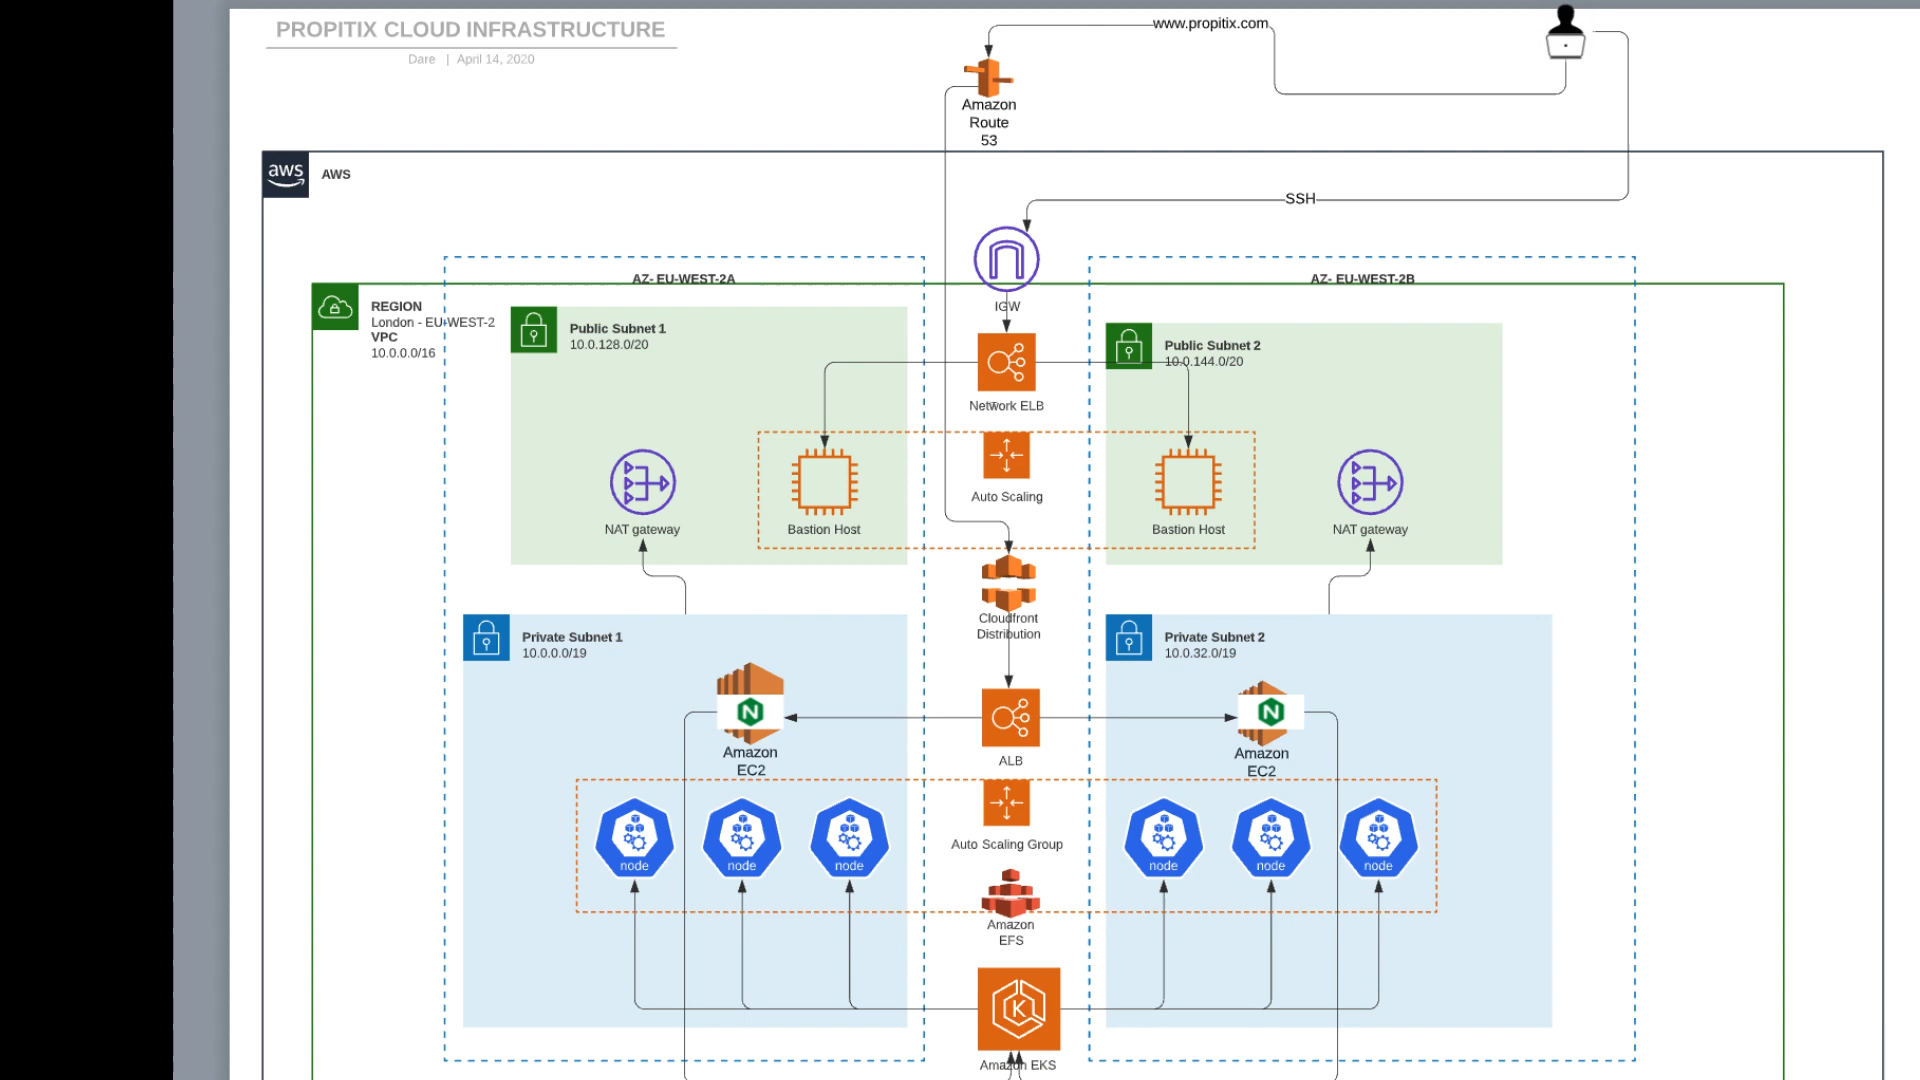 PROPITIX CLOUD INFRASTRUCTURE
Dare | April 14, 2020
www.propitix.com
Amazon
Route
53
aws
AWS
SSH
AZ- EU-WEST-2A
AZ- EU-WEST-2B
IGW
REGION
London - EU-WEST-2
VPC
10.0.0.0/16
Public Subnet 1
10.0.128.0/20
Public Subnet 2
10.0.144.0/20
Network ELB
Auto Scaling
NAT gateway
Bastion Host
Bastion Host
NAT gateway
Cloudfront
Distribution
Private Subnet 1
10.0.0.0/19
Private Subnet 2
10.0.32.0/19
N
N
Amazon
EC2
ALB
Amazon
EC2
Auto Scaling Group
node
node
node
node
node
node
Amazon
EFS
K
Amazon EKS